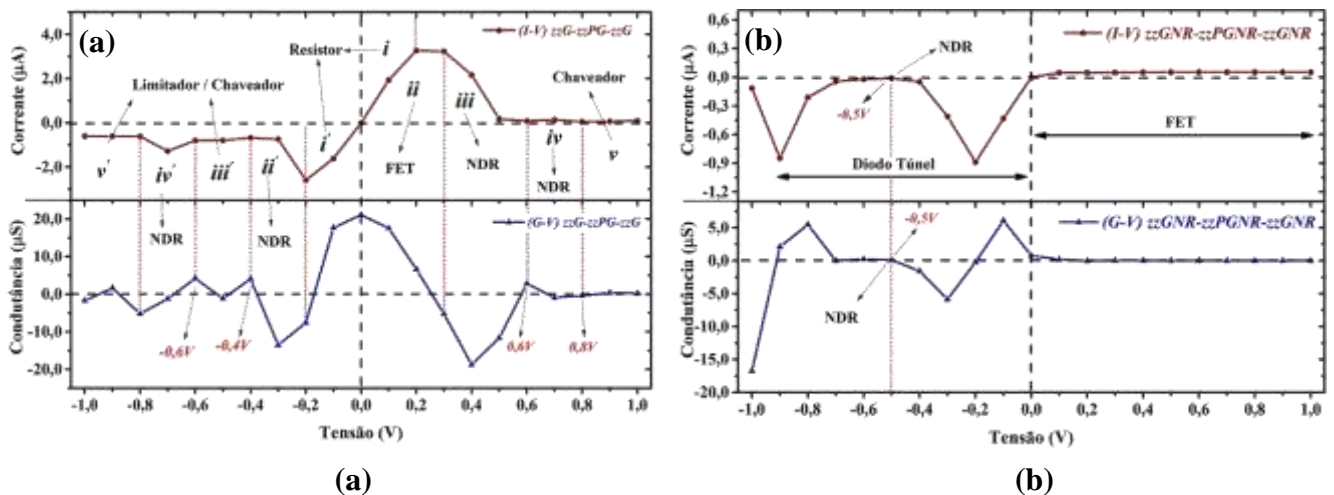 (a)
(I-V) zzG-zzPG-zzG
Corrente (µA)
4,0
2,0
0,0
-2,0
Resistor
i
Limitador / Chaveador
i'
ii
iii
Chaveador
v'
iv'
iii'
ii'
FET
NDR
iv
v
NDR
NDR
NDR
(G-V) zzG-zzPG-zzG
Condutância (µS)
20,0
10,0
0,0
-10,0
-20,0
-0,6V
-0,4V
0,6V
0,8V
-1,0 -0,8 -0,6 -0,4 -0,2 0,0 0,2 0,4 0,6 0,8 1,0
Tensão (V)
(a)
(b)
(I-V) zzGNR-zzPGNR-zzGNR
Corrente (µA)
0,6
0,3
0,0
-0,3
-0,6
-0,9
-1,2
NDR
-0,5V
FET
Diodo Túnel
(G-V) zzGNR-zzPGNR-zzGNR
Condutância (µS)
5,0
0,0
-5,0
-10,0
-15,0
-20,0
-0,5V
NDR
-1,0 -0,8 -0,6 -0,4 -0,2 0,0 0,2 0,4 0,6 0,8 1,0
Tensão (V)
(b)